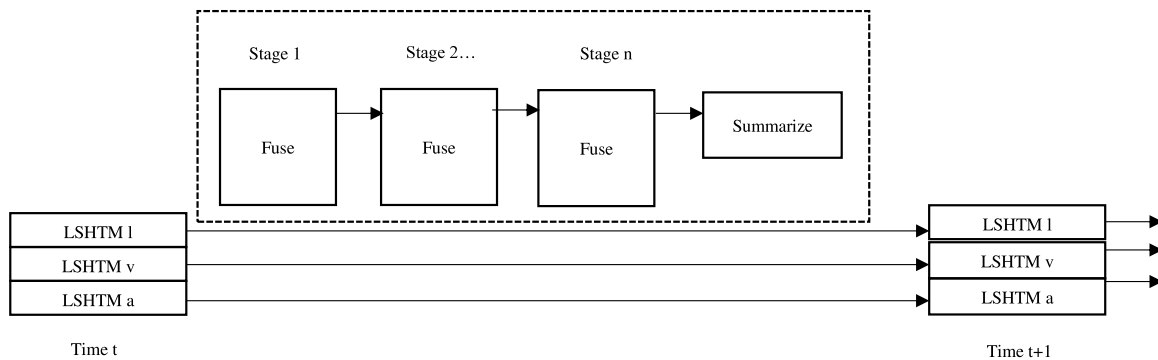 Stage 1
Stage 2…
Stage n
Fuse
Fuse
Fuse
Summarize
LSHTM l
LSHTM v
LSHTM a
Time t
LSHTM l
LSHTM v
LSHTM a
Time t+1